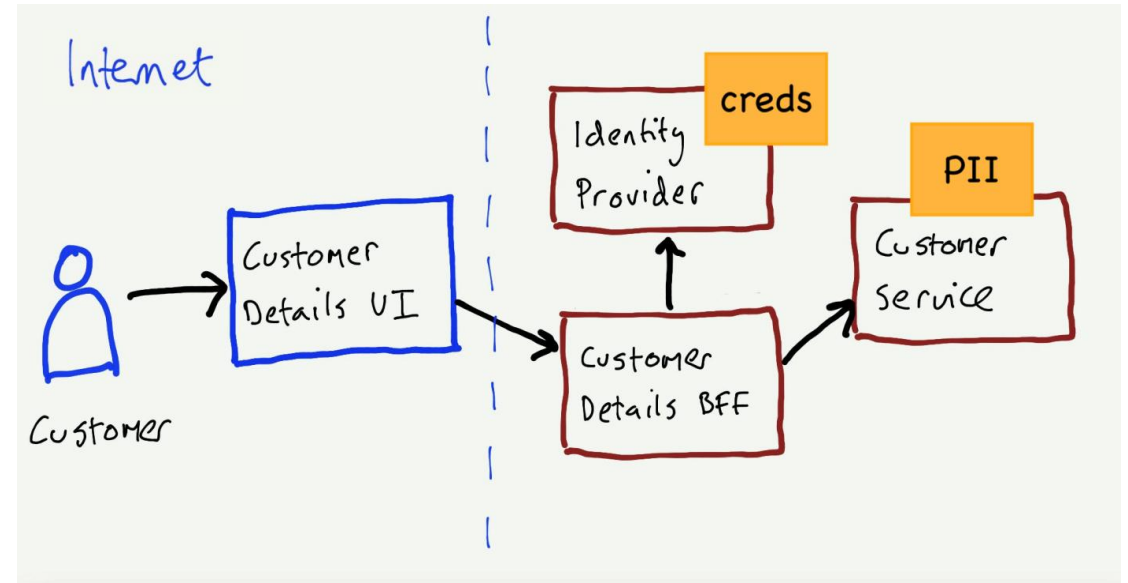 Internet
creds
Identity
Provider
PII
Customer
Service
Customer
Details UI
Customer
Details BFF
Customer